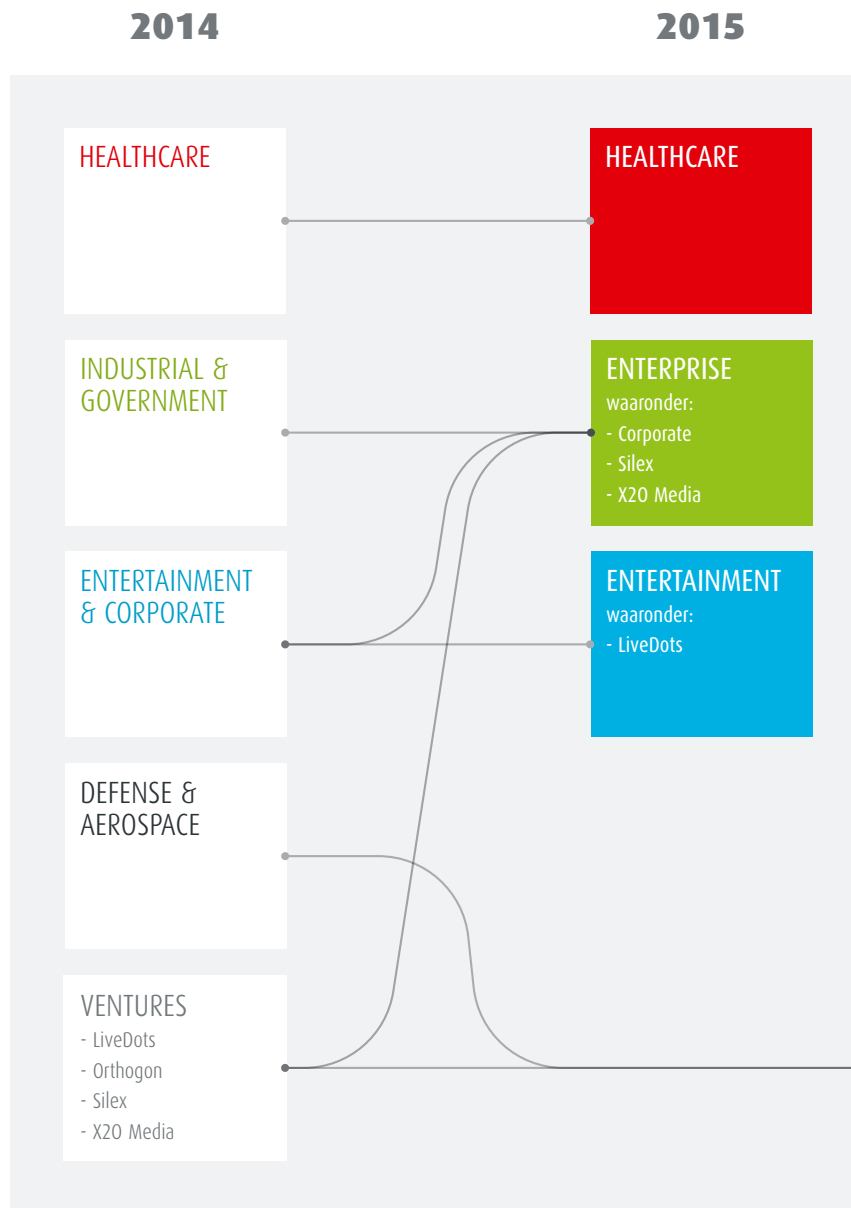 2014
2015
HEALTHCARE
HEALTHCARE
INDUSTRIAL &
GOVERNMENT
ENTERPRISE
waaronder:
- Corporate
- Silex
- X2O Media
ENTERTAINMENT
& CORPORATE
ENTERTAINMENT
waaronder:
- LiveDots
DEFENSE &
AEROSPACE
VENTURES
- LiveDots
- Orthogon
- Silex
- X2O Media